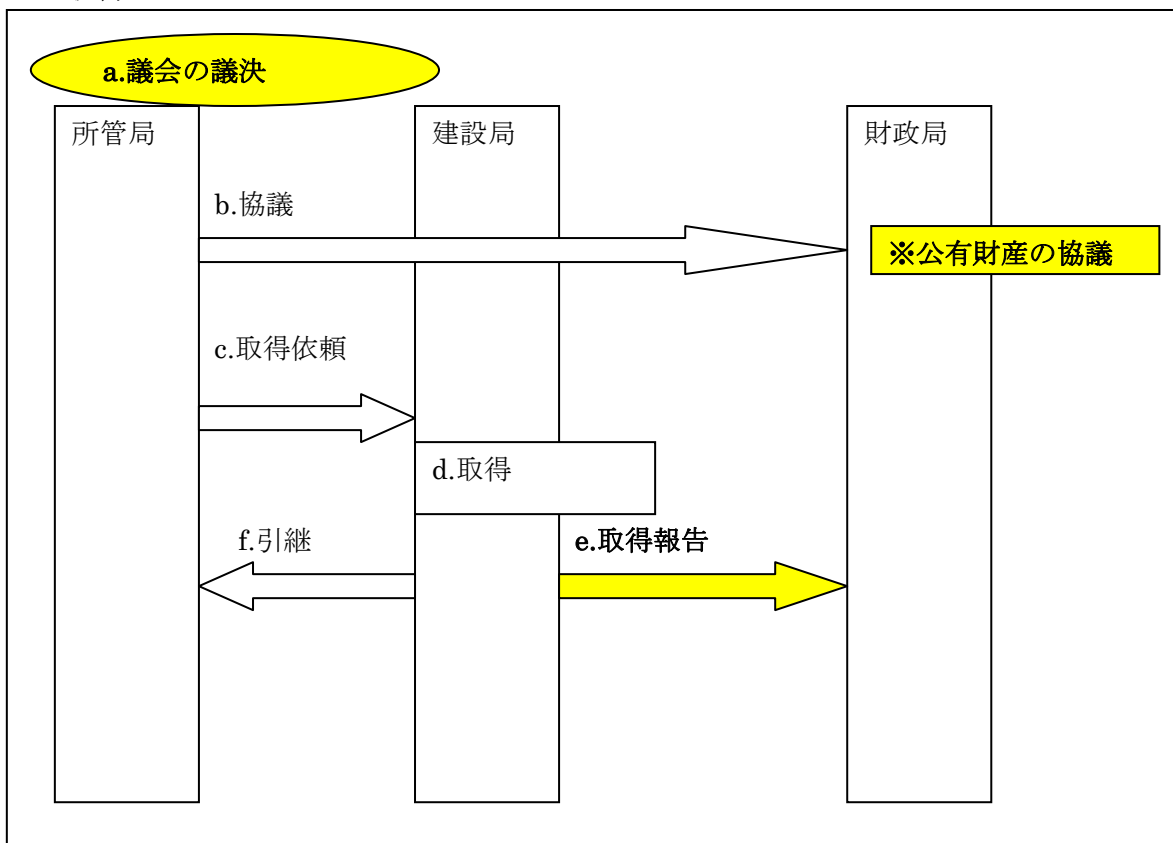 a.議会の議決
所管局
建設局
財政局
b.協議
※公有財産の協議
c.取得依頼
d.取得
f.引継
e.取得報告